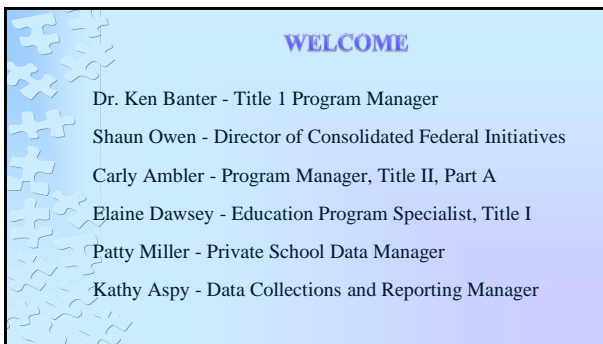 WELCOME
Dr. Ken Banter - Title 1 Program Manager
Shaun Owen - Director of Consolidated Federal Initiatives
Carly Ambler - Program Manager, Title II, Part A
Elaine Dawsey - Education Program Specialist, Title I
Patty Miller - Private School Data Manager
Kathy Aspy - Data Collections and Reporting Manager